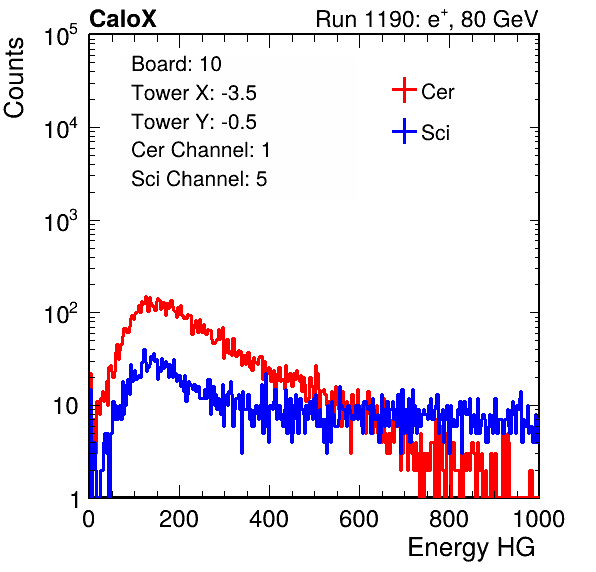 CaloX Run 1190: e⁺, 80 GeV
Counts
10⁵
10⁴
10³
10²
10
1
Board: 10
Tower X: -3.5
Tower Y: -0.5
Cer Channel: 1
Sci Channel: 5
Cer
Sci
0 200 400 600 800 1000
Energy HG